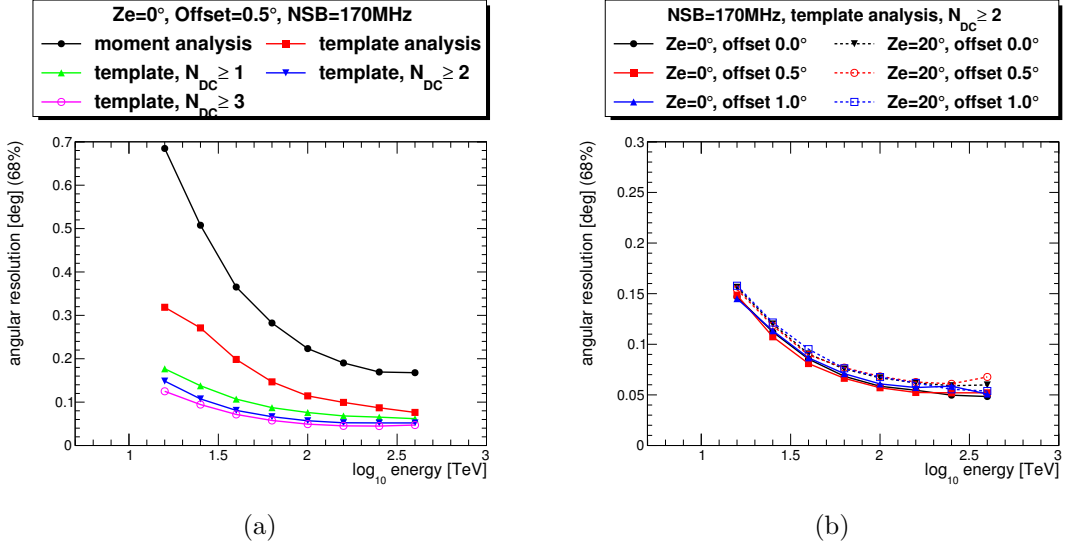 Ze=0°, Offset=0.5°, NSB=170MHz
moment analysis
template analysis
template, N_DC ≥ 1
template, N_DC ≥ 2
template, N_DC ≥ 3
angular resolution [deg] (68%)
0.7
0.6
0.5
0.4
0.3
0.2
0.1
0
1
1.5
2
2.5
3
log10 energy [TeV]
(a)
NSB=170MHz, template analysis, N_DC ≥ 2
Ze=0°, offset 0.0°
Ze=20°, offset 0.0°
Ze=0°, offset 0.5°
Ze=20°, offset 0.5°
Ze=0°, offset 1.0°
Ze=20°, offset 1.0°
angular resolution [deg] (68%)
0.3
0.25
0.2
0.15
0.1
0.05
0
1
1.5
2
2.5
3
log10 energy [TeV]
(b)